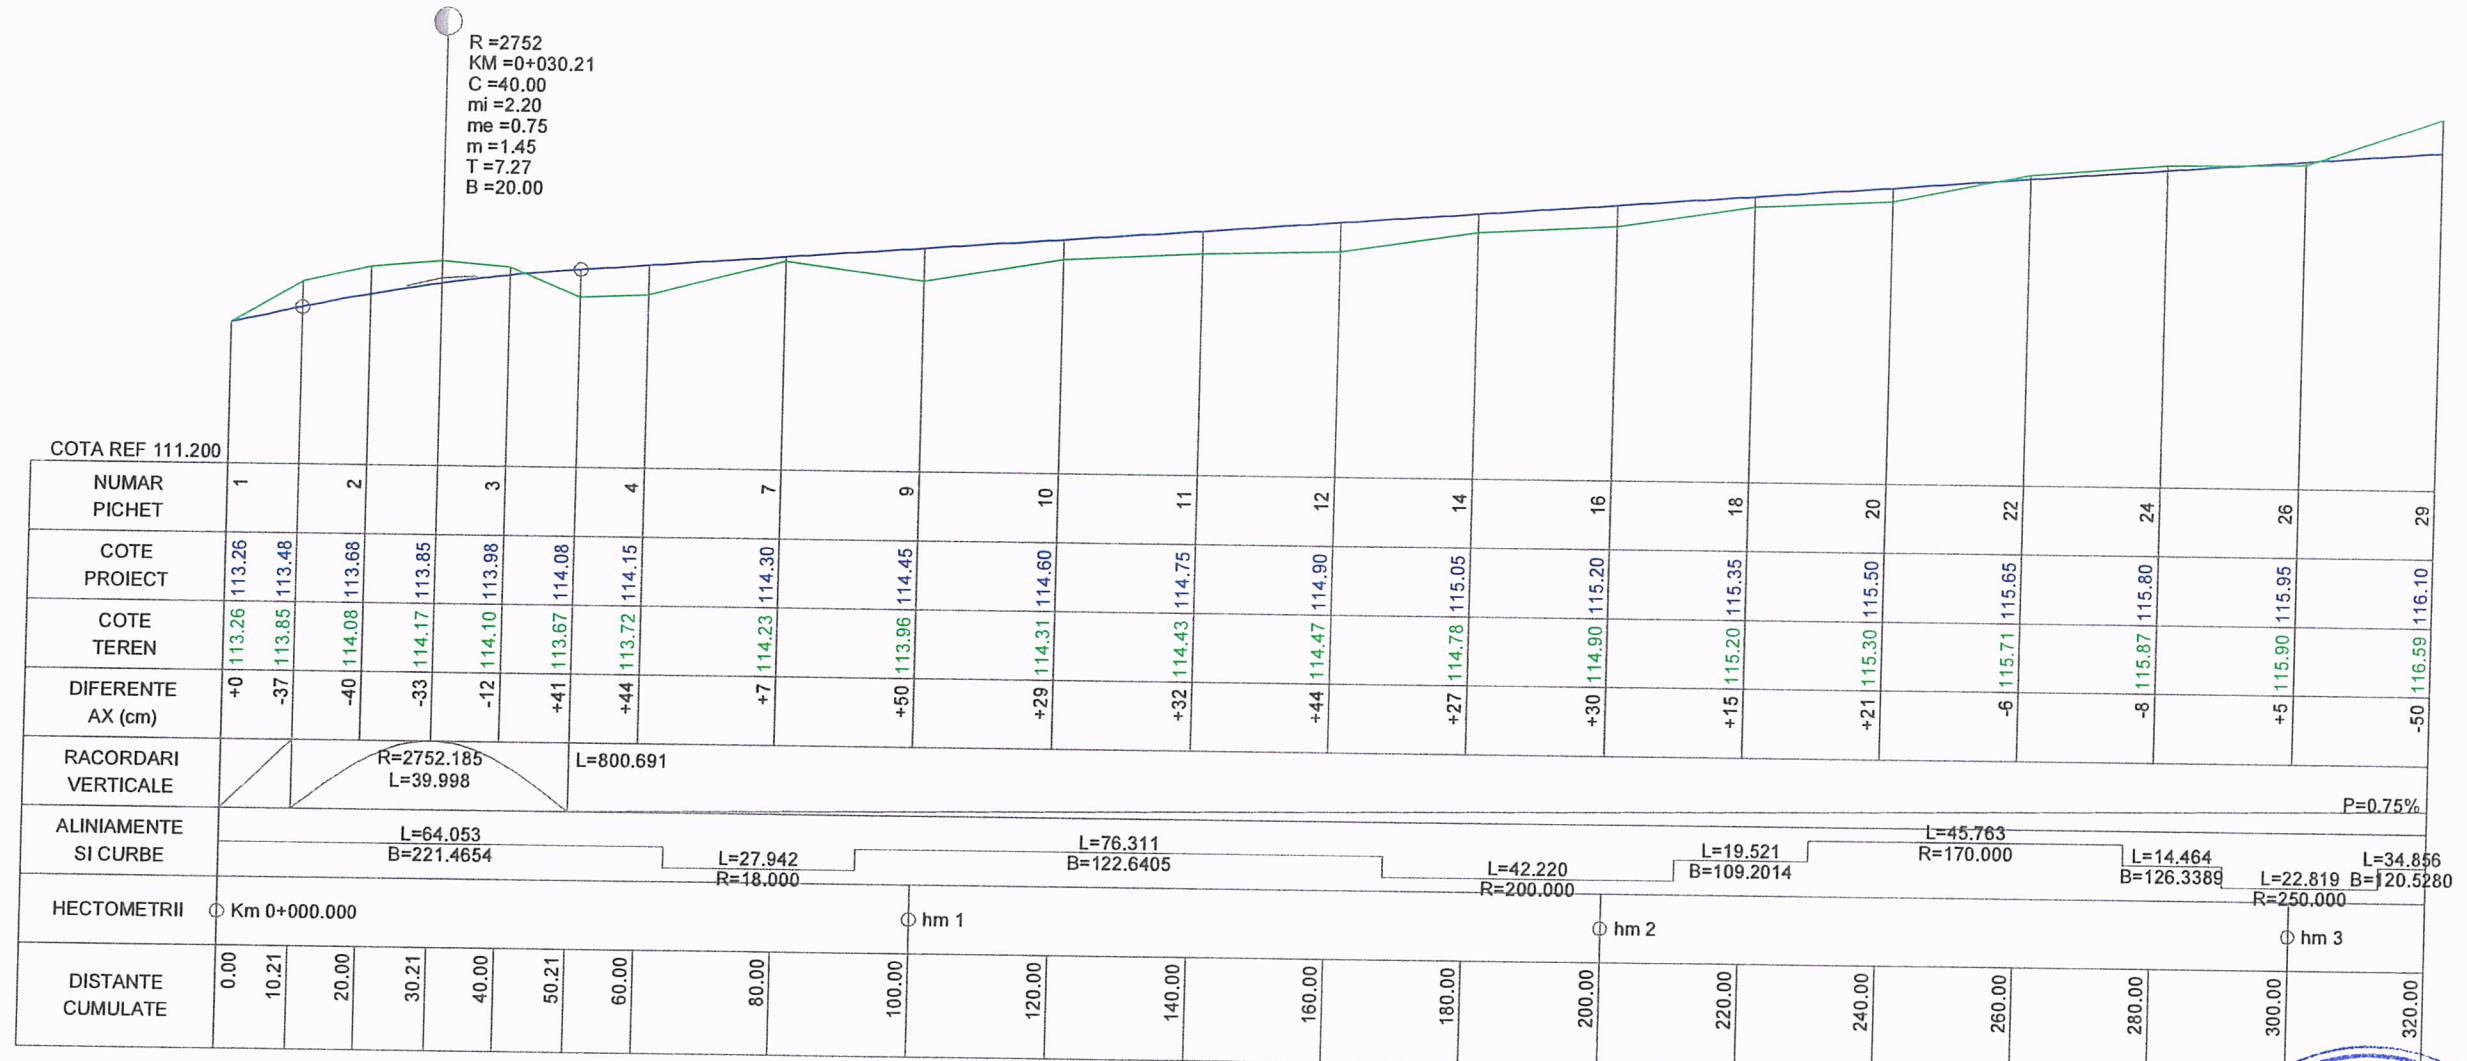 R =2752
KM =0+030.21
C =40.00
mi =2.20
me =0.75
m =1.45
T =7.27
B =20.00
COTA REF 111.200
NUMAR
PICHET
1 2 3 4 7 9 10 11 12 14 16 18 20 22 24 26 29
COTE
PROIECT
113.26 113.48 113.68 113.85 113.98 114.08 114.15 114.30 114.45 114.60 114.75 114.90 115.05 115.20 115.35 115.50 115.65 115.80 115.95 116.10
COTE
TEREN
113.26 113.85 114.08 114.17 114.10 113.67 113.72 114.23 113.96 114.31 114.43 114.47 114.78 114.90 115.20 115.30 115.71 115.87 115.90 116.59
DIFERENTE
AX (cm)
+0 -37 -40 -33 -12 +41 +44 +7 +50 +29 +32 +44 +27 +30 +15 +21 -6 -8 +5 -50
RACORDARI
VERTICALE
R=2752.185
L=39.998
L=800.691
P=0.75%
ALINIAMENTE
SI CURBE
L=64.053
B=221.4654
L=27.942
R=18.000
L=76.311
B=122.6405
L=42.220
R=200.000
L=19.521
B=109.2014
L=45.763
R=170.000
L=14.464
B=126.3389
L=22.819
R=250.000
L=34.856
B=120.5280
HECTOMETRII
Km 0+000.000
hm 1
hm 2
hm 3
DISTANTE
CUMULATE
0.00 10.21 20.00 30.21 40.00 50.21 60.00 80.00 100.00 120.00 140.00 160.00 180.00 200.00 220.00 240.00 260.00 280.00 300.00 320.00